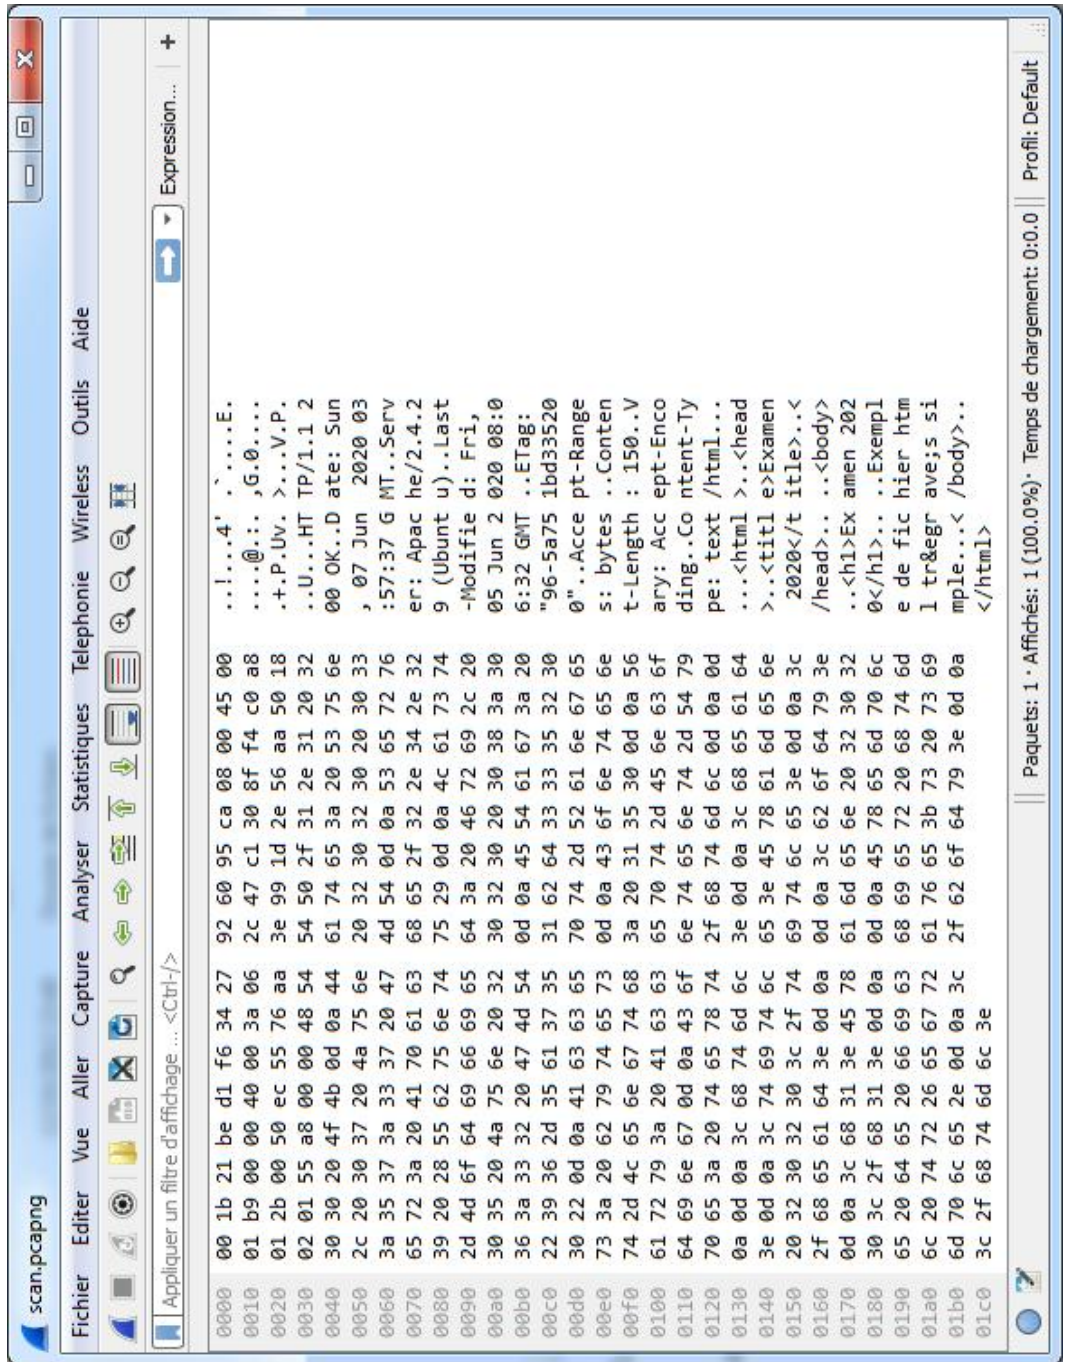 scan.pcapng
Fichier Editer Vue Aller Capture Analyser Statistiques Telephonie Wireless Outils Aide
Appliquer un filtre d'affichage ... <Ctrl-/> Expression... +
0000 00 1b 21 be d1 f6 34 27 92 60 95 ca 08 00 45 00 ..!...4' .`....E.
0010 01 b9 00 00 40 00 3a 06 2c 47 c1 30 8f f4 c0 a8 ....@.:. ,G.0....
0020 01 2b 00 50 ec 55 76 aa 3e 99 1d 2e 56 aa 50 18 .+.P.Uv. >...V.P.
0030 02 01 55 a8 00 00 48 54 54 50 2f 31 2e 31 20 32 ..U...HT TP/1.1 2
0040 30 30 20 4f 4b 0d 0a 44 61 74 65 3a 20 53 75 6e 00 OK..D ate: Sun
0050 2c 20 30 37 20 4a 75 6e 20 32 30 32 30 20 30 33 , 07 Jun  2020 03
0060 3a 35 37 3a 33 37 20 47 4d 54 0d 0a 53 65 72 76 :57:37 G MT..Serv
0070 65 72 3a 20 41 70 61 63 68 65 2f 32 2e 34 2e 32 er: Apac he/2.4.2
0080 39 20 28 55 62 75 6e 74 75 29 0d 0a 4c 61 73 74 9 (Ubunt u)..Last
0090 2d 4d 6f 64 69 66 69 65 64 3a 20 46 72 69 2c 20 -Modifie d: Fri,
00a0 30 35 20 4a 75 6e 20 32 30 32 30 20 30 38 3a 30 05 Jun 2 020 08:0
00b0 36 3a 33 32 20 47 4d 54 0d 0a 45 54 61 67 3a 20 6:32 GMT ..ETag:
00c0 22 39 36 2d 35 61 37 35 31 62 64 33 33 35 32 30 "96-5a75 1bd33520
00d0 30 22 0d 0a 41 63 63 65 70 74 2d 52 61 6e 67 65 0"..Acce pt-Range
00e0 73 3a 20 62 79 74 65 73 0d 0a 43 6f 6e 74 65 6e s: bytes ..Conten
00f0 74 2d 4c 65 6e 67 74 68 3a 20 31 35 30 0d 0a 56 t-Length : 150..V
0100 61 72 79 3a 20 41 63 63 65 70 74 2d 45 6e 63 6f ary: Acc ept-Enco
0110 64 69 6e 67 0d 0a 43 6f 6e 74 65 6e 74 2d 54 79 ding..Co ntent-Ty
0120 70 65 3a 20 74 65 78 74 2f 68 74 6d 6c 0d 0a 0d pe: text /html...
0130 0a 0d 0a 3c 68 74 6d 6c 3e 0d 0a 3c 68 65 61 64 ...<html >..<head
0140 3e 0d 0a 3c 74 69 74 6c 65 3e 45 78 61 6d 65 6e >..<titl e>Examen
0150 20 32 30 32 30 3c 2f 74 69 74 6c 65 3e 0d 0a 3c  2020</t itle>..<
0160 2f 68 65 61 64 3e 0d 0a 0d 0a 3c 62 6f 64 79 3e /head>.. ..<body>
0170 0d 0a 3c 68 31 3e 45 78 61 6d 65 6e 20 32 30 32 ..<h1>Ex amen 202
0180 30 3c 2f 68 31 3e 0d 0a 0d 0a 45 78 65 6d 70 6c 0</h1>.. ..Exempl
0190 65 20 64 65 20 66 69 63 68 69 65 72 20 68 74 6d e de fic hier htm
01a0 6c 20 74 72 26 65 67 72 61 76 65 3b 73 20 73 69 l tr&egr ave;s si
01b0 6d 70 6c 65 2e 0d 0a 3c 2f 62 6f 64 79 3e 0d 0a mple...< /body>..
01c0 3c 2f 68 74 6d 6c 3e </html>
Paquets: 1 · Affichés: 1 (100.0%) · Temps de chargement: 0:0.0 Profil: Default